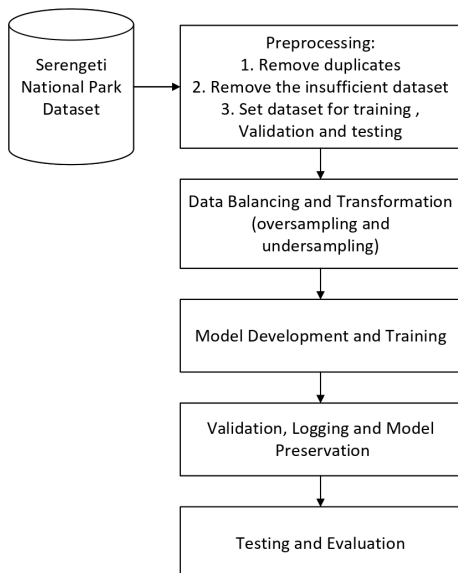 Serengeti
National Park
Dataset
Preprocessing:
1. Remove duplicates
2. Remove the insufficient dataset
3. Set dataset for training ,
Validation and testing
Data Balancing and Transformation
(oversampling and
undersampling)
Model Development and Training
Validation, Logging and Model
Preservation
Testing and Evaluation